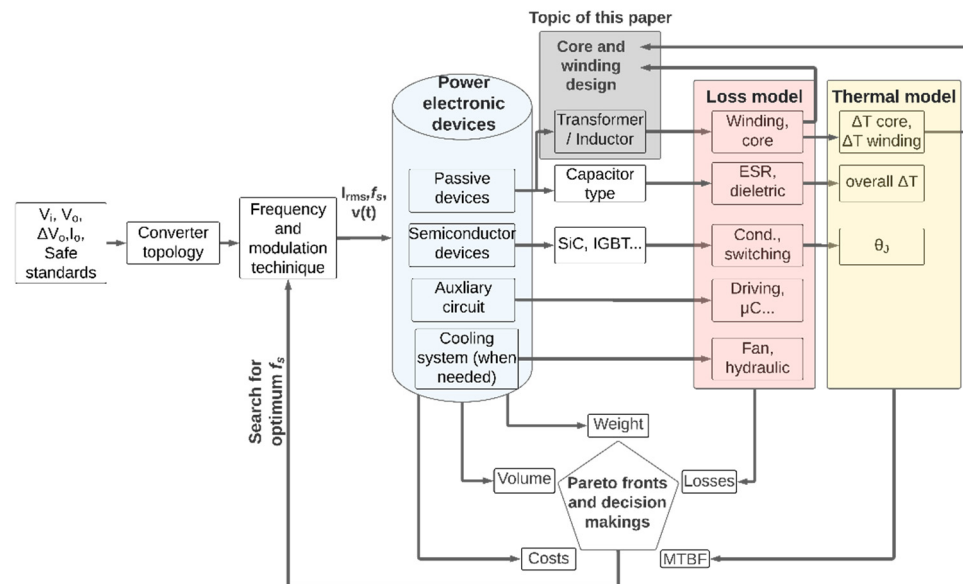 Topic of this paper
Core and
winding
design
Power
electronic
devices
Loss model
Thermal model
Transformer
/ Inductor
Winding,
core
ΔT core,
ΔT winding
Passive
devices
Capacitor
type
ESR,
dielectric
overall ΔT
Vi, Vo,
ΔVo,Io,
Safe
standards
Converter
topology
Frequency
and
modulation
techinique
Irms,fs,
v(t)
Semiconductor
devices
SiC, IGBT...
Cond.,
switching
θJ
Auxliary
circuit
Driving,
µC...
Cooling
system (when
needed)
Fan,
hydraulic
Search for
optimum fs
Weight
Volume
Pareto fronts
and decision
makings
Losses
Costs
MTBF